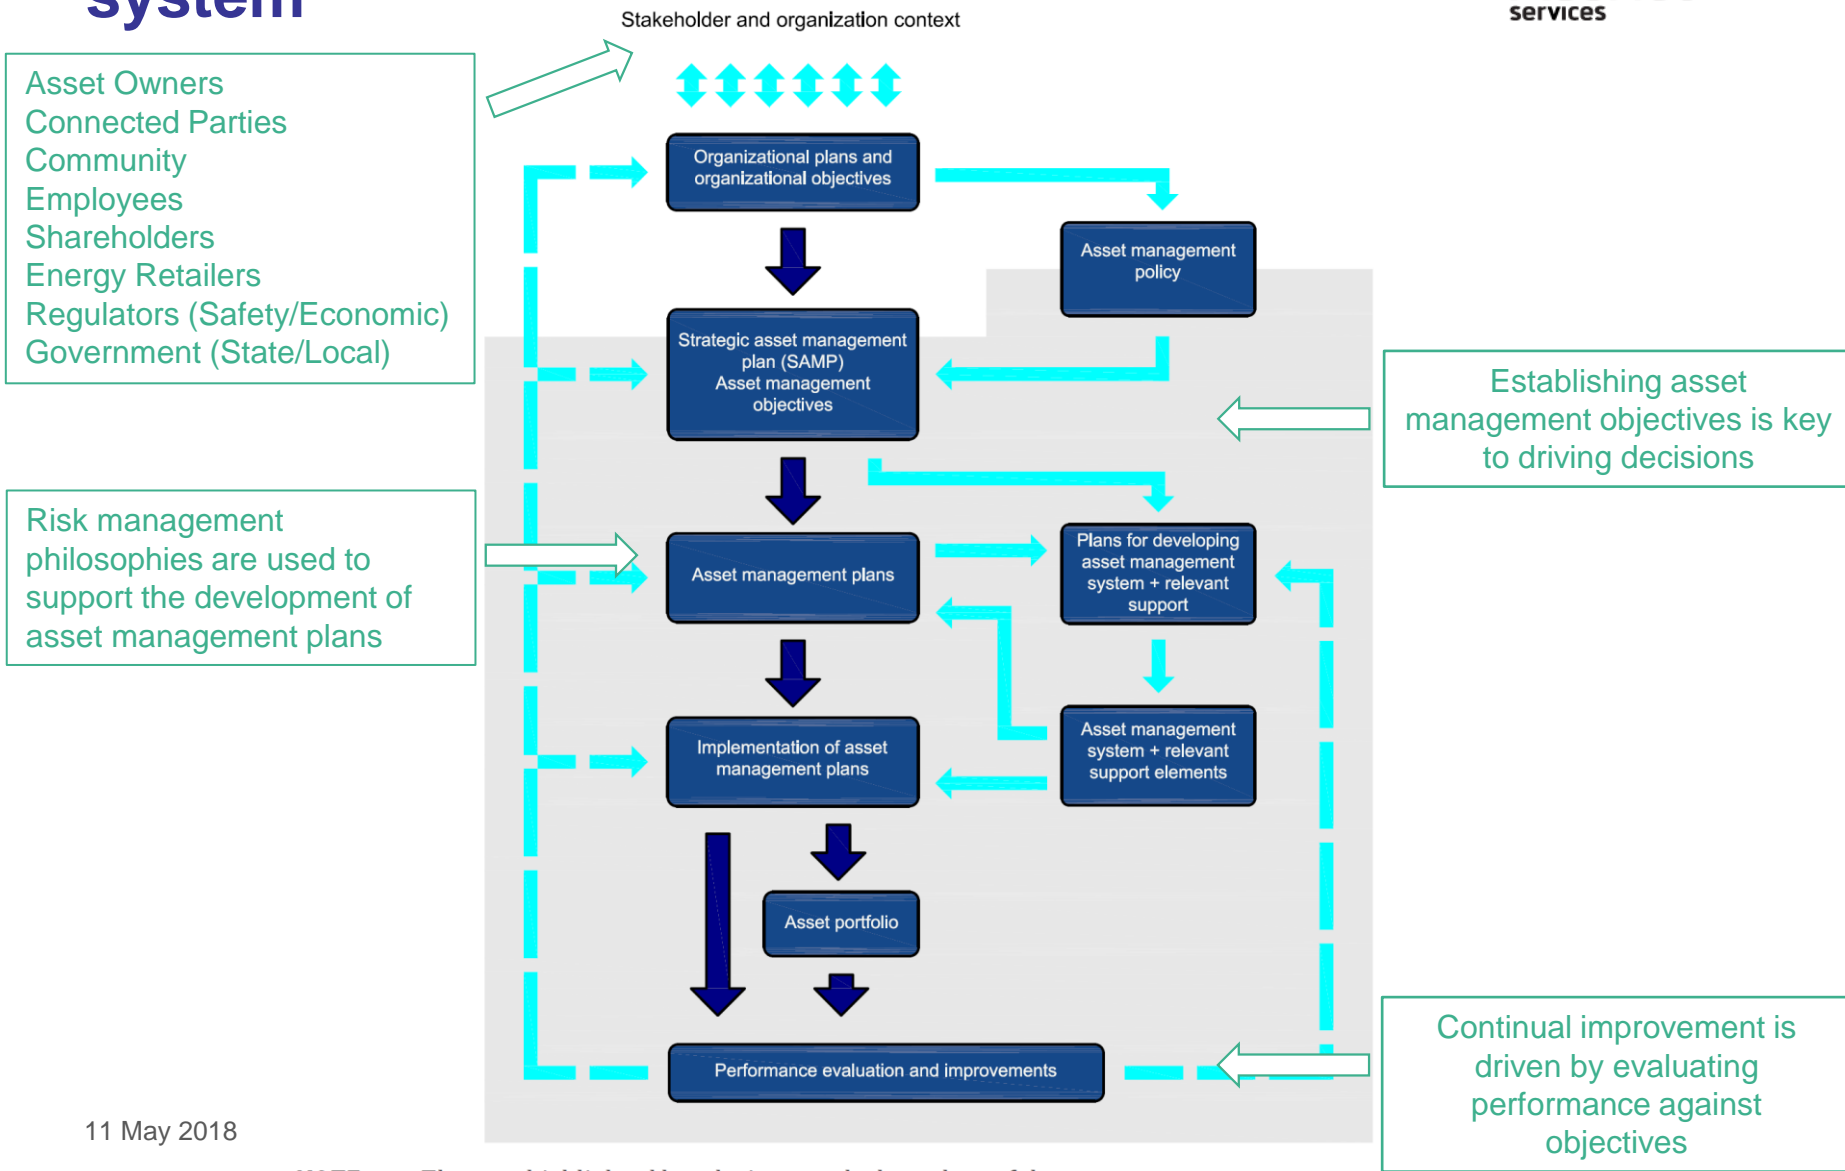 system
services
Stakeholder and organization context
Asset Owners
Connected Parties
Community
Employees
Shareholders
Energy Retailers
Regulators (Safety/Economic)
Government (State/Local)
Organizational plans and
organizational objectives
Asset management
policy
Strategic asset management
plan (SAMP)
Asset management
objectives
Establishing asset
management objectives is key
to driving decisions
Risk management
philosophies are used to
support the development of
asset management plans
Asset management plans
Plans for developing
asset management
system + relevant
support
Implementation of asset
management plans
Asset management
system + relevant
support elements
Asset portfolio
Performance evaluation and improvements
Continual improvement is
driven by evaluating
performance against
objectives
11 May 2018